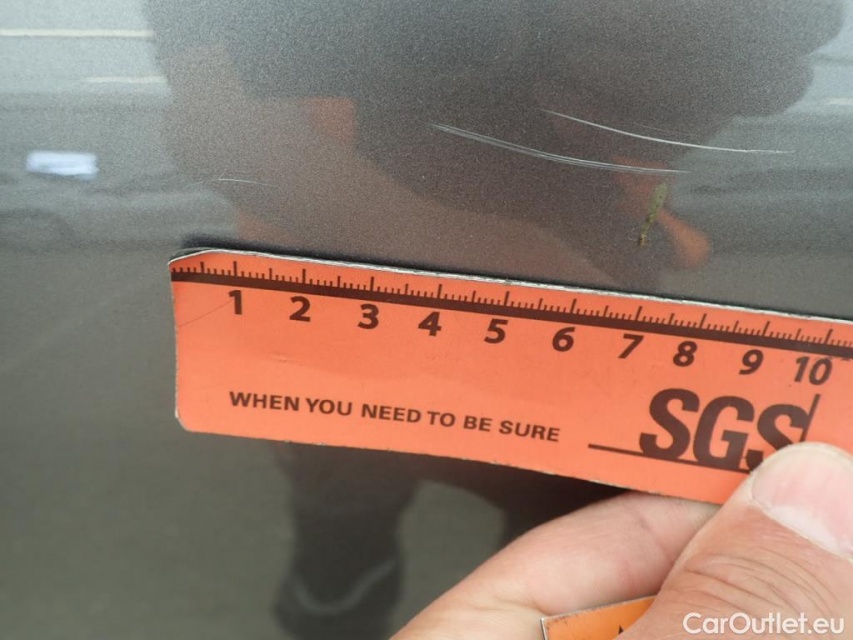 1 2 3 4 5 6 7 8 9 10
WHEN YOU NEED TO BE SURE
SGS
CarOutlet.eu